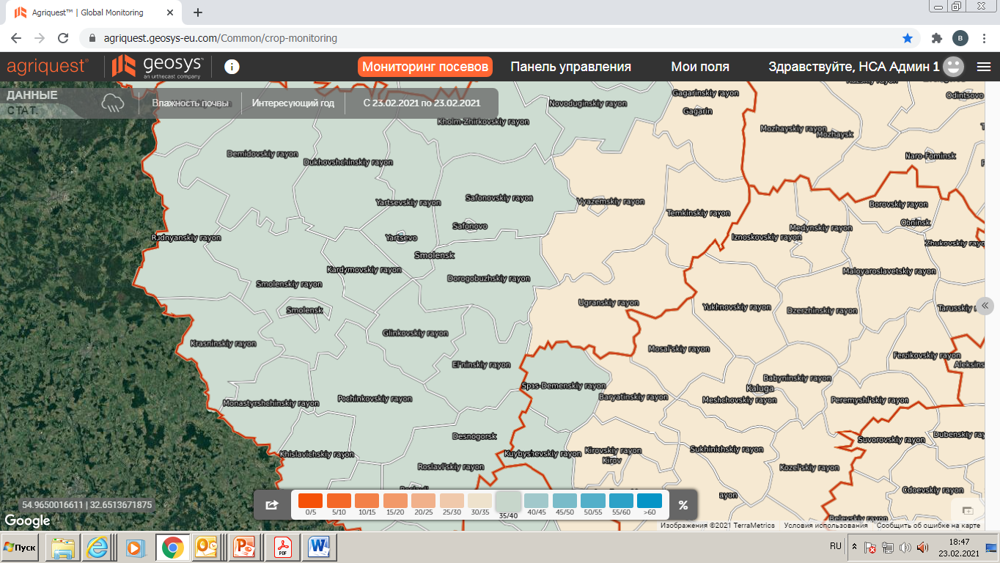 Agriquest™ | Global Monitoring
agriquest.geosys-eu.com/Common/crop-monitoring
B
agriquest® geosys™ an urthecast company
Мониторинг посевов Панель управления Мои поля Здравствуйте, НСА Админ 1
ДАННЫЕ
СТАТ.
Влажность почвы Интересующий год С 23.02.2021 по 23.02.2021
Gagarinskiy rayon
Odintsovo
Novoduginskiy rayon
Gagarin
Kholm-Zhirkovskiy rayon
Mozhayskiy rayon
Mozhaysk
Demidovskiy rayon
Dukhovshchinskiy rayon
Naro-Fominsk
Yartsevskiy rayon
Safonovskiy rayon
Vyazemskiy rayon
Borovskiy rayon
Temkinskiy rayon
Obninsk
Safonovo
Medynskiy rayon
Rudnyanskiy rayon
Yartsevo
Iznoskovskiy rayon
Zhukovskiy rayo
Smolensk
Kardymovskiy rayon
Maloyaroslavetskiy rayon
Smolenskiy rayon
Dorogobuzhskiy rayon
Ugranskiy rayon
Yukhnovskiy rayon
Dzerzhinskiy rayon
Tarusskiy
Smolensk
Glinkovskiy rayon
Krasninskiy rayon
Mosal'skiy rayon
Ferzikovskiy rayon
El'ninskiy rayon
Aleksins
Babyninskiy rayon
Spas-Demenskiy rayon
Kaluga
Baryatinskiy rayon
Monastyrshchinskiy rayon
Pochinkovskiy rayon
Meshchovskiy rayon
Peremyshl'skiy rayon
Desnogorsk
Suvorovskiy rayon
Dubenskiy ray
Khislavichskiy rayon
Kuybyshevskiy rayon
Kirovskiy rayon
Sukhinichskiy rayon
Kirov
Roslavl'skiy rayon
Kozel'skiy rayon
Odoevskiy rayon
ayon
Belevskiy rayon
54.9650016611 | 32.6513671875
0/5 5/10 10/15 15/20 20/25 25/30 30/35 35/40 40/45 45/50 50/55 55/60 >60 %
Google
Изображения ©2021 TerraMetrics Условия использования Сообщить об ошибке на карте
Пуск
RU
18:47
23.02.2021